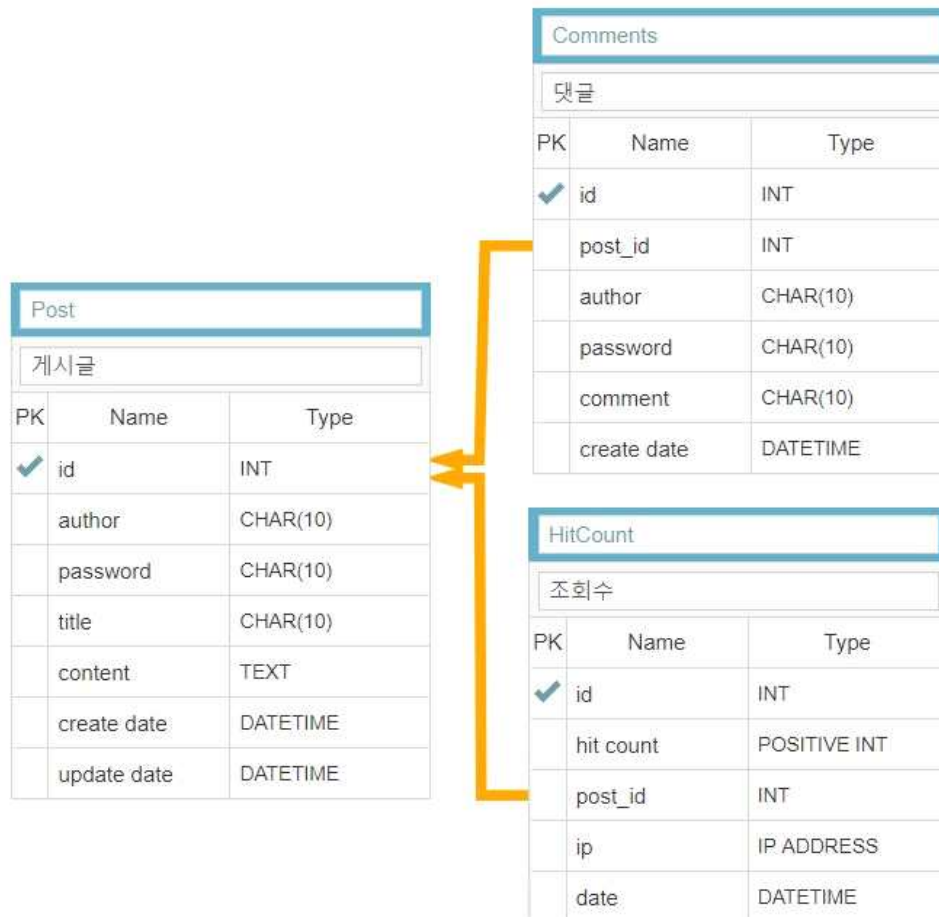 Comments
댓글
PK Name Type
id INT
post_id INT
author CHAR(10)
password CHAR(10)
comment CHAR(10)
create date DATETIME
Post
게시글
PK Name Type
id INT
author CHAR(10)
password CHAR(10)
title CHAR(10)
content TEXT
create date DATETIME
update date DATETIME
HitCount
조회수
PK Name Type
id INT
hit count POSITIVE INT
post_id INT
ip IP ADDRESS
date DATETIME